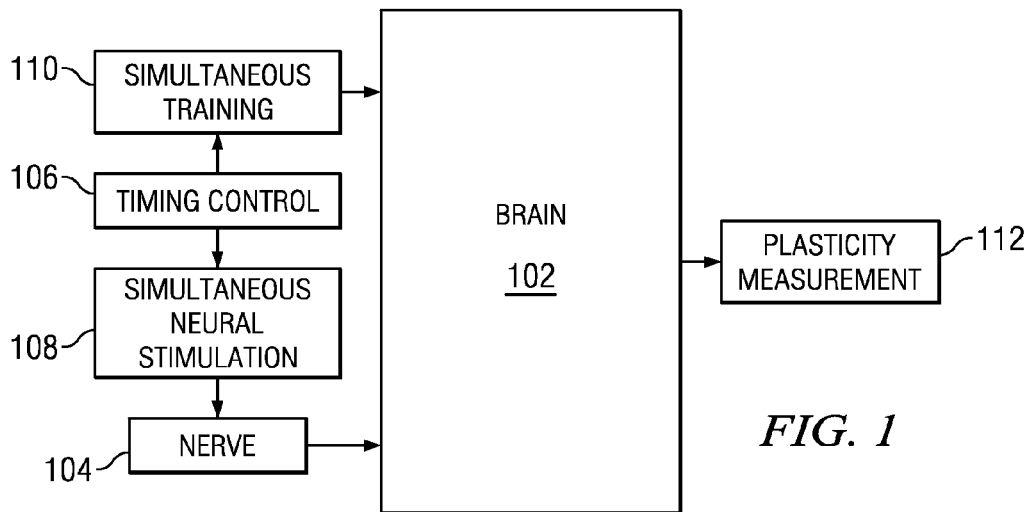 110
SIMULTANEOUS
TRAINING
106
TIMING CONTROL
108
SIMULTANEOUS
NEURAL
STIMULATION
104
NERVE
BRAIN
102
PLASTICITY
MEASUREMENT
112
FIG. 1